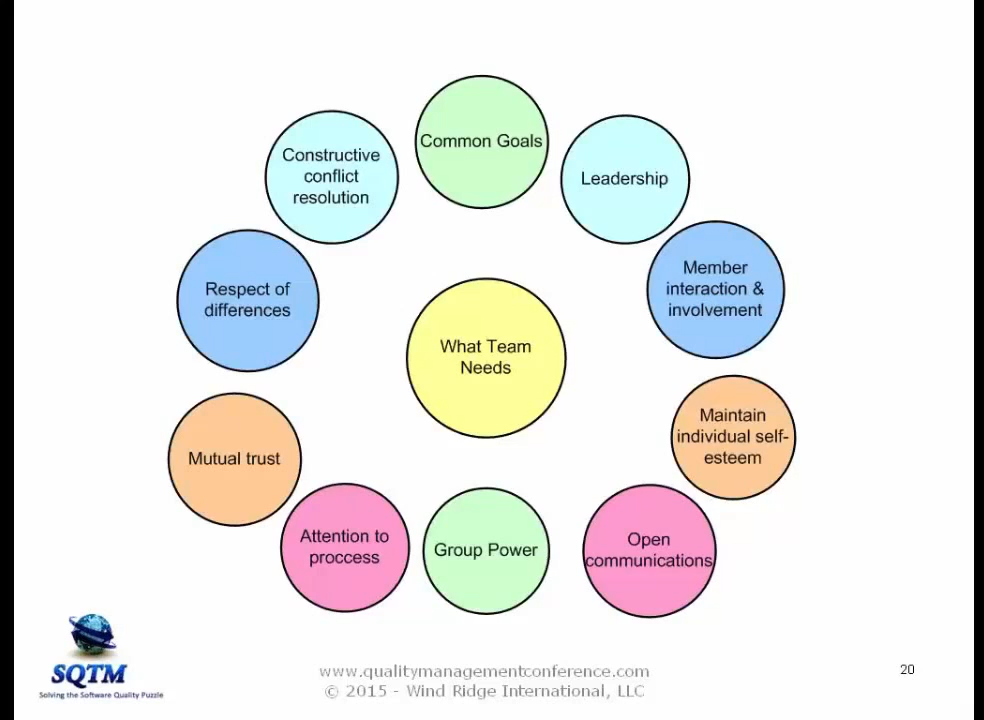 Common Goals
Constructive
conflict
resolution
Leadership
Respect of
differences
Member
interaction &
involvement
What Team
Needs
Mutual trust
Maintain
individual self-
esteem
Attention to
proccess
Group Power
Open
communications
SQTM
Solving the Software Quality Puzzle
www.qualitymanagementconference.com
© 2015 - Wind Ridge International, LLC
20